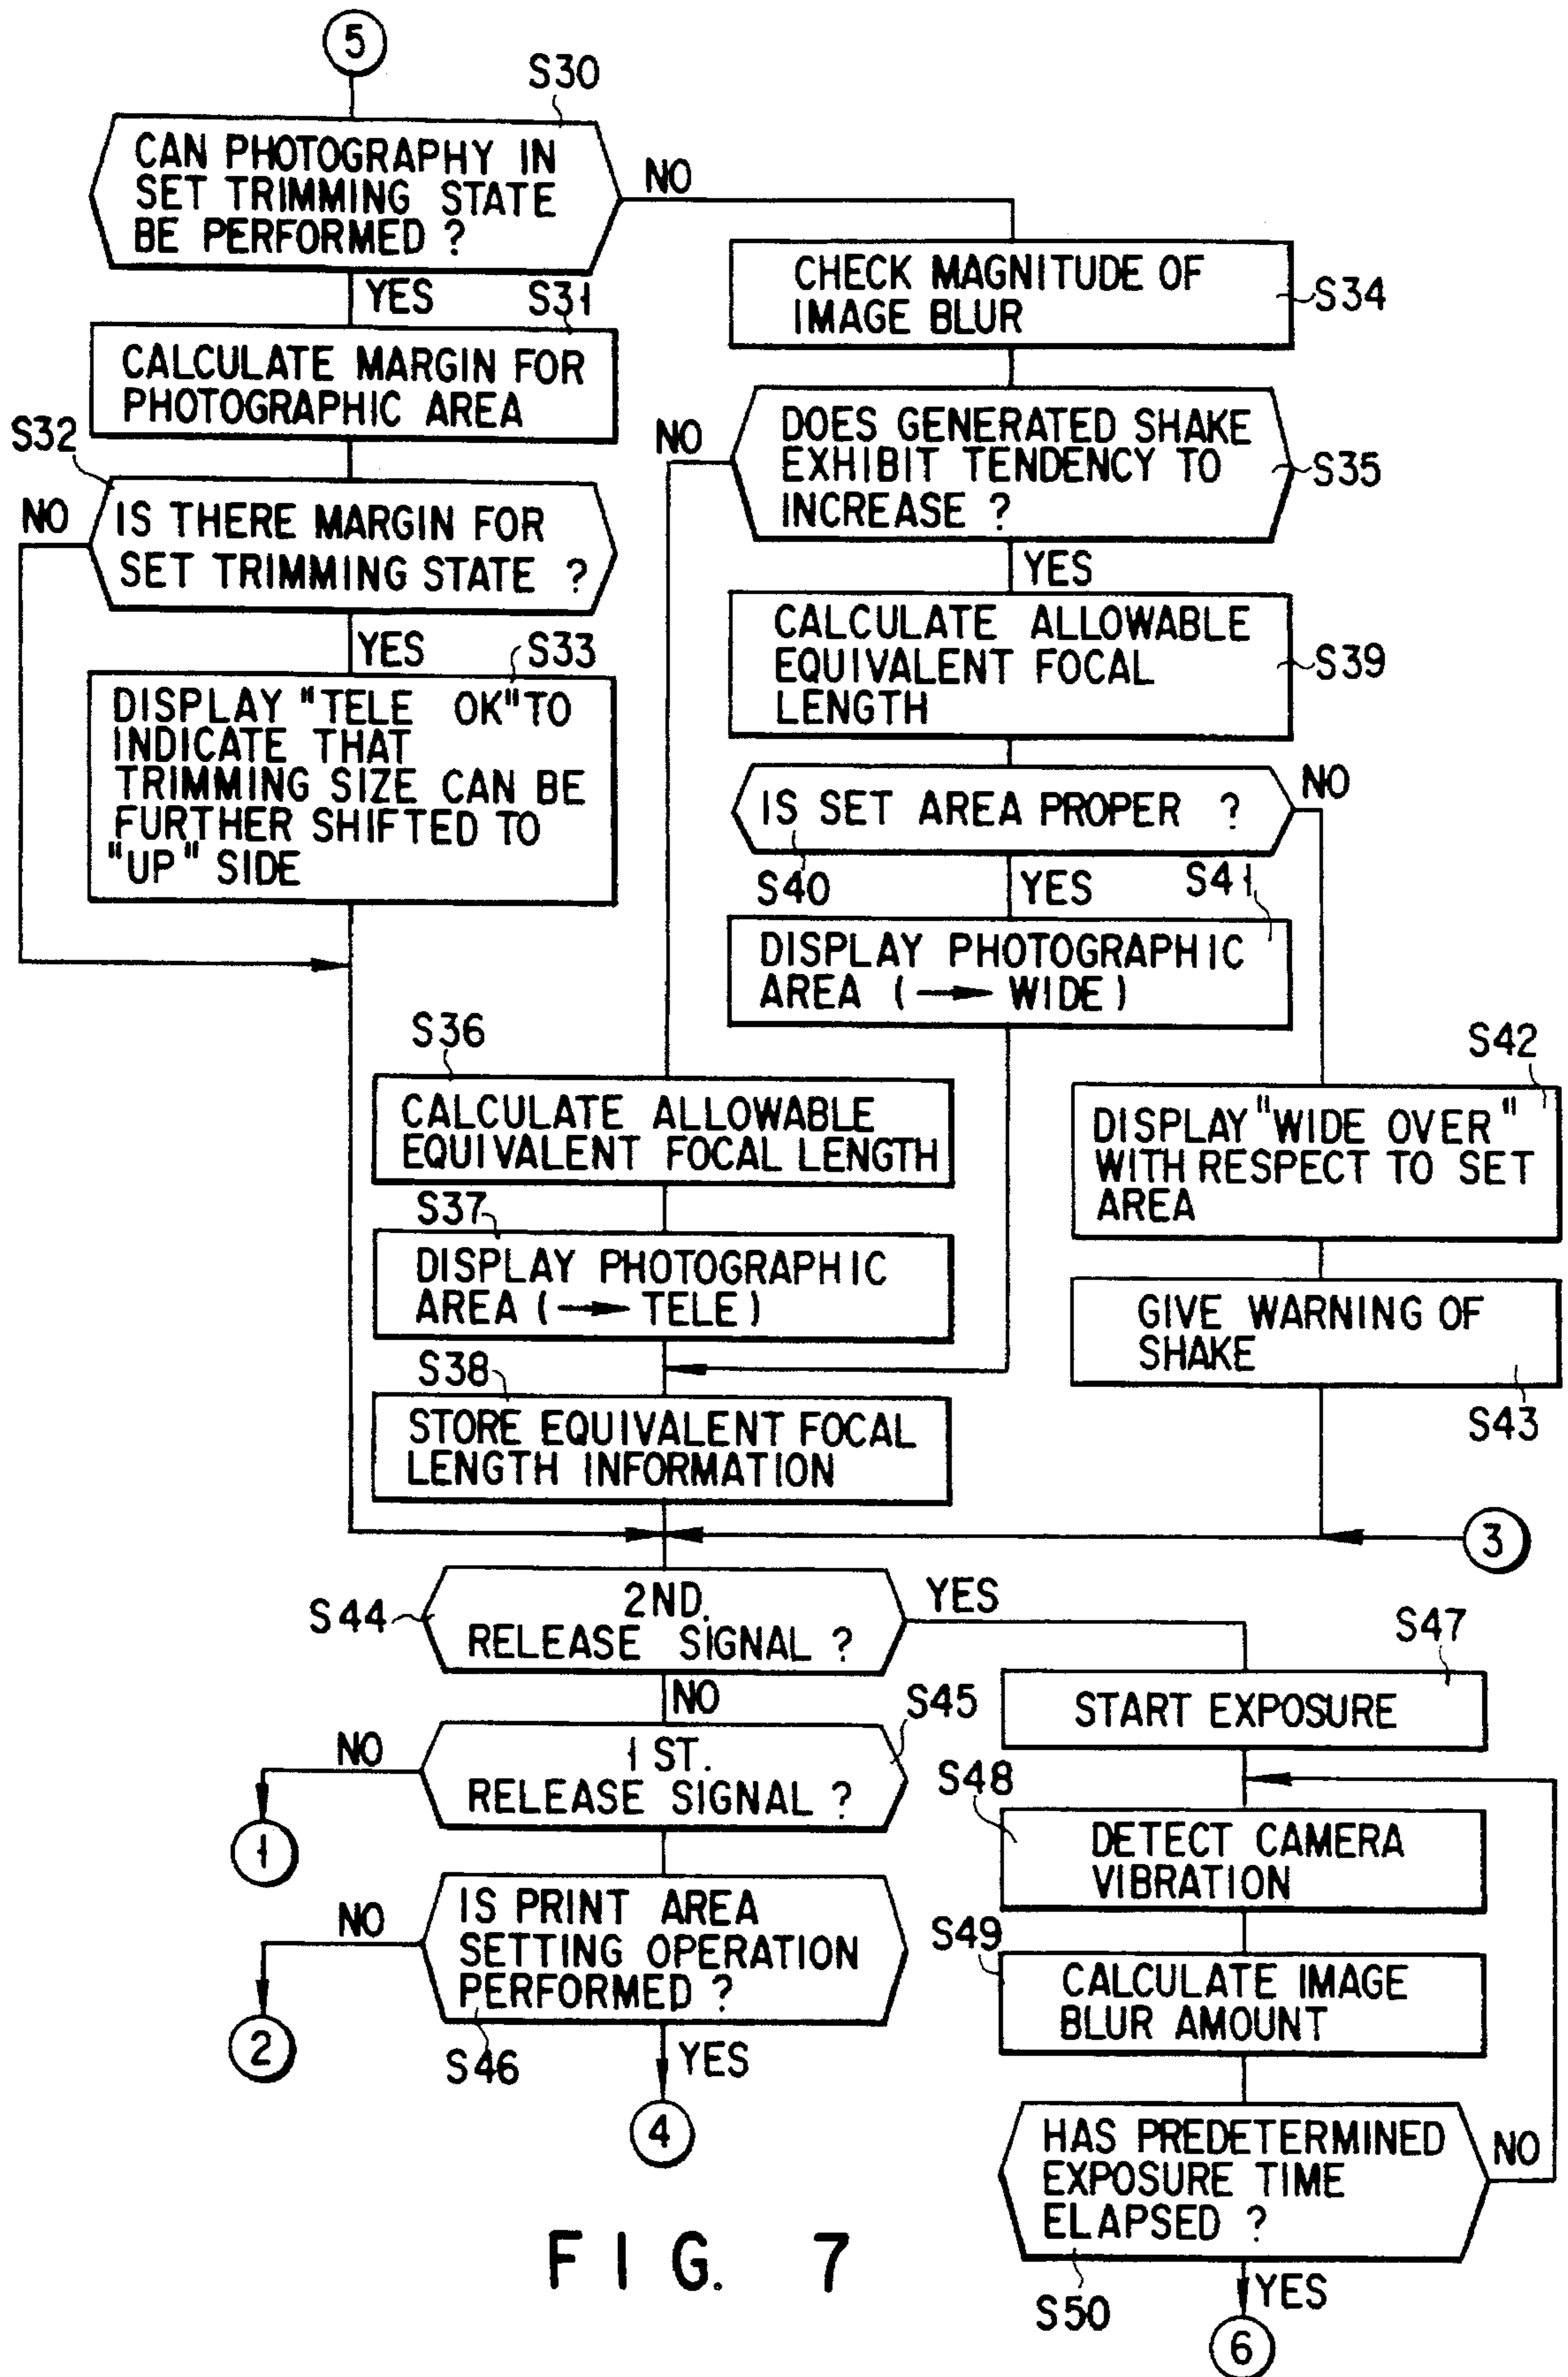 5
S30
CAN PHOTOGRAPHY IN
SET TRIMMING STATE
BE PERFORMED ?
NO
YES
S31
CALCULATE MARGIN FOR
PHOTOGRAPHIC AREA
S32
NO
IS THERE MARGIN FOR
SET TRIMMING STATE ?
YES
S33
DISPLAY "TELE OK" TO
INDICATE THAT
TRIMMING SIZE CAN BE
FURTHER SHIFTED TO
"UP" SIDE
CHECK MAGNITUDE OF
IMAGE BLUR
S34
NO
DOES GENERATED SHAKE
EXHIBIT TENDENCY TO
INCREASE ?
S35
YES
CALCULATE ALLOWABLE
EQUIVALENT FOCAL
LENGTH
S39
IS SET AREA PROPER ?
NO
S40
YES
S41
DISPLAY PHOTOGRAPHIC
AREA ( → WIDE )
S36
CALCULATE ALLOWABLE
EQUIVALENT FOCAL LENGTH
S37
DISPLAY PHOTOGRAPHIC
AREA ( → TELE )
S38
STORE EQUIVALENT FOCAL
LENGTH INFORMATION
S42
DISPLAY "WIDE OVER"
WITH RESPECT TO SET
AREA
GIVE WARNING OF
SHAKE
S43
3
S44
2ND.
RELEASE SIGNAL ?
YES
NO
S45
1 ST.
RELEASE SIGNAL ?
NO
1
IS PRINT AREA
SETTING OPERATION
PERFORMED ?
NO
2
S46
YES
4
S47
START EXPOSURE
S48
DETECT CAMERA
VIBRATION
S49
CALCULATE IMAGE
BLUR AMOUNT
HAS PREDETERMINED
EXPOSURE TIME
ELAPSED ?
NO
S50
YES
6
FIG. 7